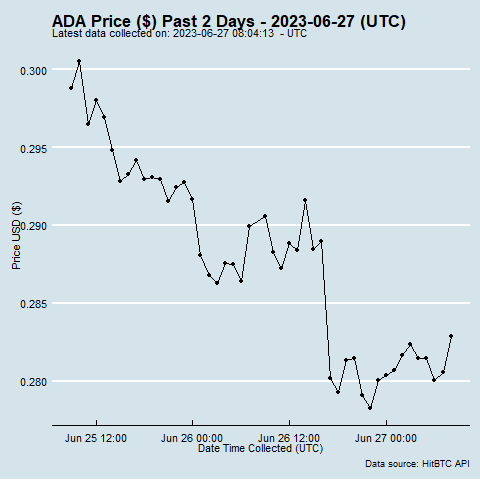 ADA Price ($) Past 2 Days - 2023-06-27 (UTC)
Latest data collected on: 2023-06-27 08:04:13  - UTC
0.300
0.295
0.290
0.285
0.280
Price USD ($)
Jun 25 12:00
Jun 26 00:00
Jun 26 12:00
Jun 27 00:00
Date Time Collected (UTC)
Data source: HitBTC API